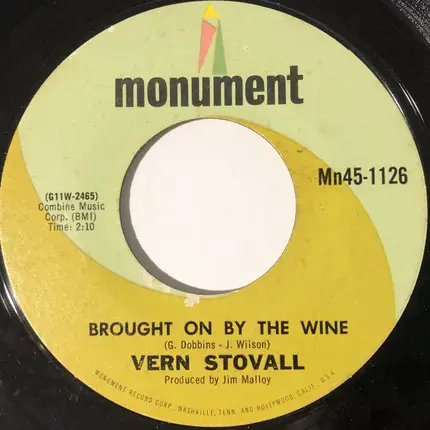 monument
Mn45-1126
(G11W-2465)
Combine Music
Corp. (BMI)
Time: 2:10
BROUGHT ON BY THE WINE
(G. Dobbins - J. Wilson)
VERN STOVALL
Produced by Jim Malloy
MONUMENT RECORD CORP., NASHVILLE, TENN. AND HOLLYWOOD, CALIF. U.S.A.